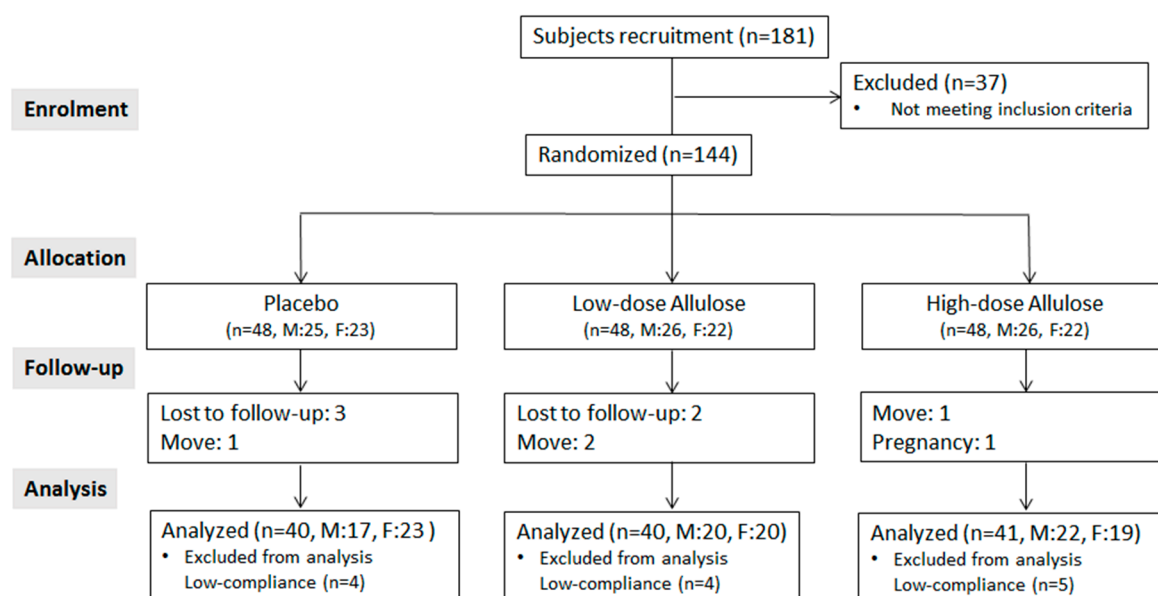 Subjects recruitment (n=181)
Enrolment
Excluded (n=37)
• Not meeting inclusion criteria
Randomized (n=144)
Allocation
Placebo
(n=48, M:25, F:23)
Low-dose Allulose
(n=48, M:26, F:22)
High-dose Allulose
(n=48, M:26, F:22)
Follow-up
Lost to follow-up: 3
Move: 1
Lost to follow-up: 2
Move: 2
Move: 1
Pregnancy: 1
Analysis
Analyzed (n=40, M:17, F:23 )
• Excluded from analysis
Low-compliance (n=4)
Analyzed (n=40, M:20, F:20)
• Excluded from analysis
Low-compliance (n=4)
Analyzed (n=41, M:22, F:19)
• Excluded from analysis
Low-compliance (n=5)